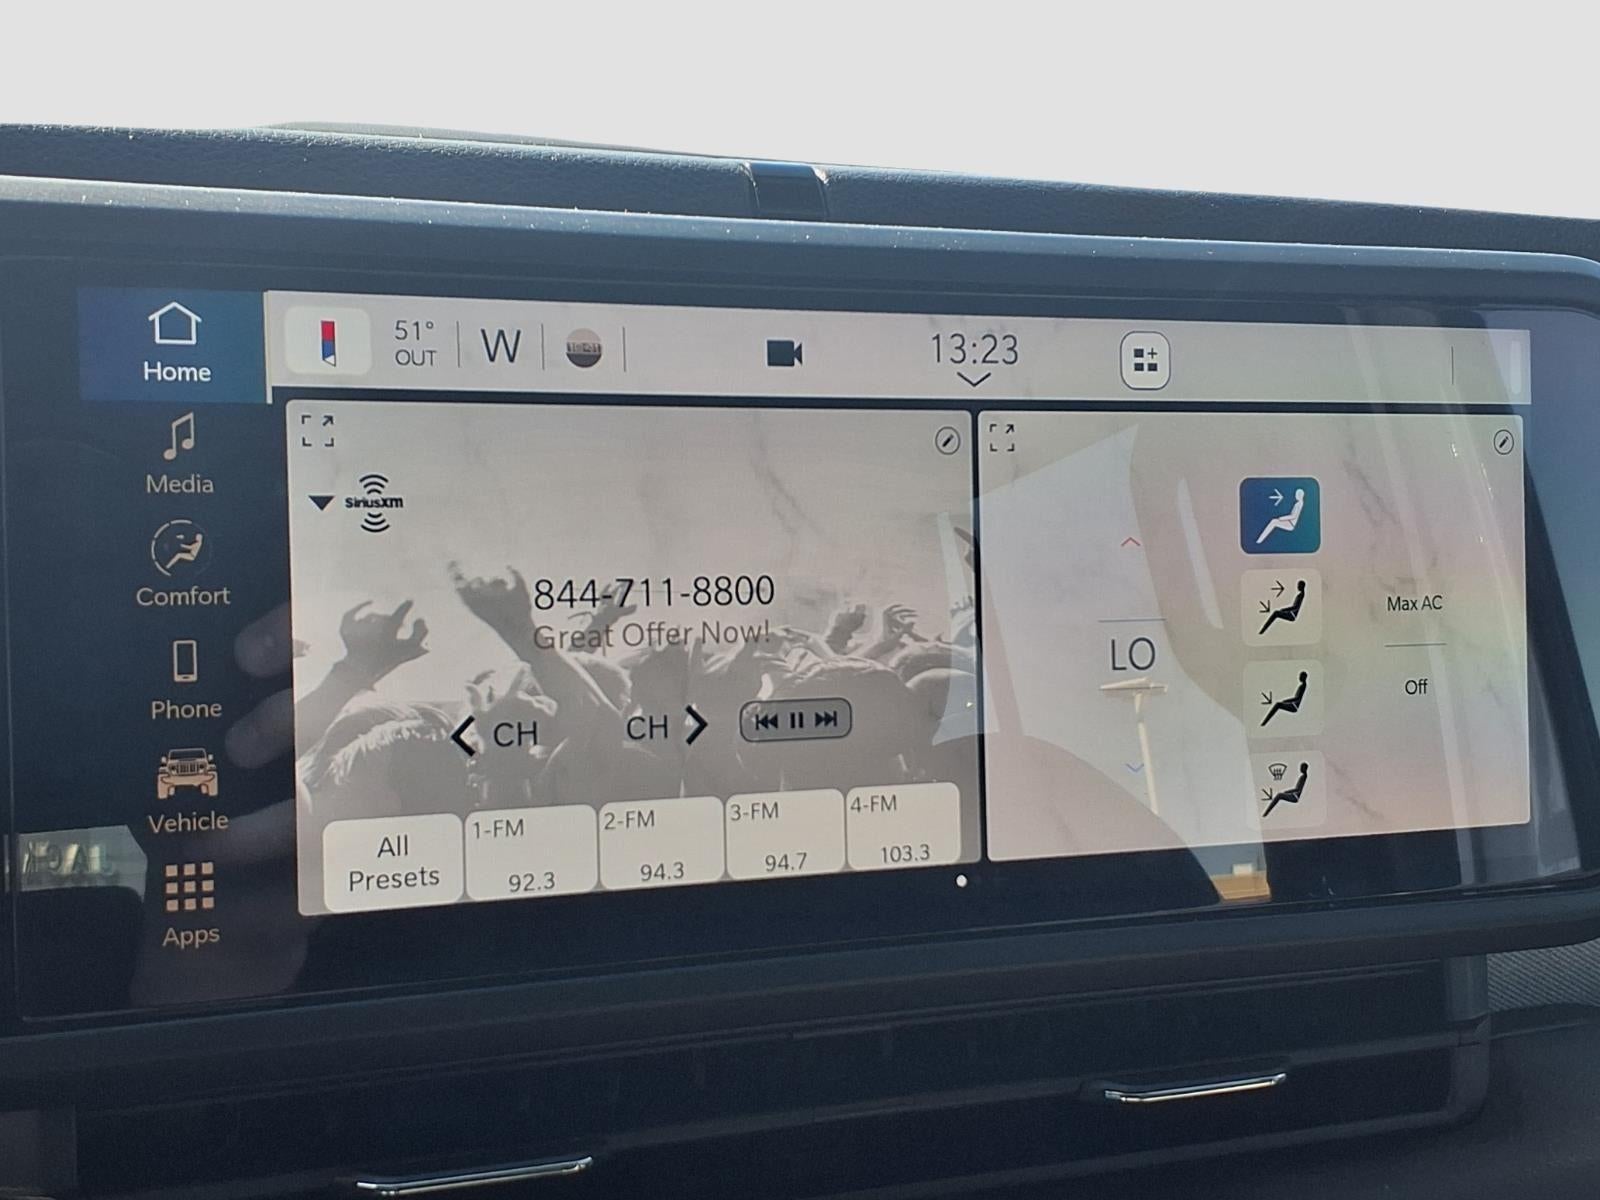 Home
51°
OUT
W
13:23
Media
SiriusXM
Comfort
844-711-8800
Great Offer Now!
Max AC
LO
Off
Phone
CH
CH
Vehicle
All
Presets
1-FM
92.3
2-FM
94.3
3-FM
94.7
4-FM
103.3
Apps